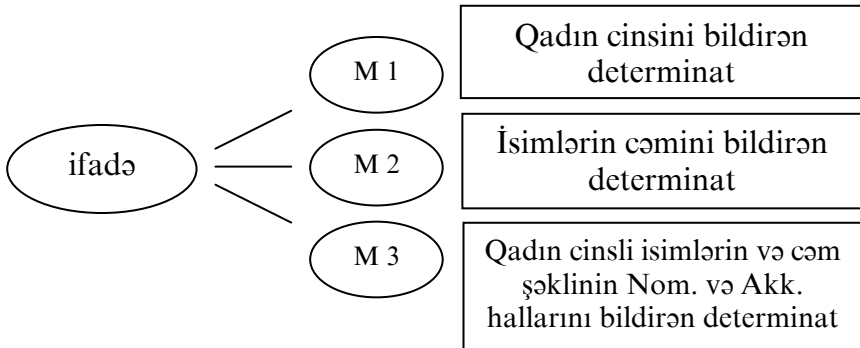 ifadə
M 1
Qadın cinsini bildirən
determinat
M 2
İsimlərin cəmini bildirən
determinat
M 3
Qadın cinsli isimlərin və cəm
şəklinin Nom. və Akk.
hallarını bildirən determinat